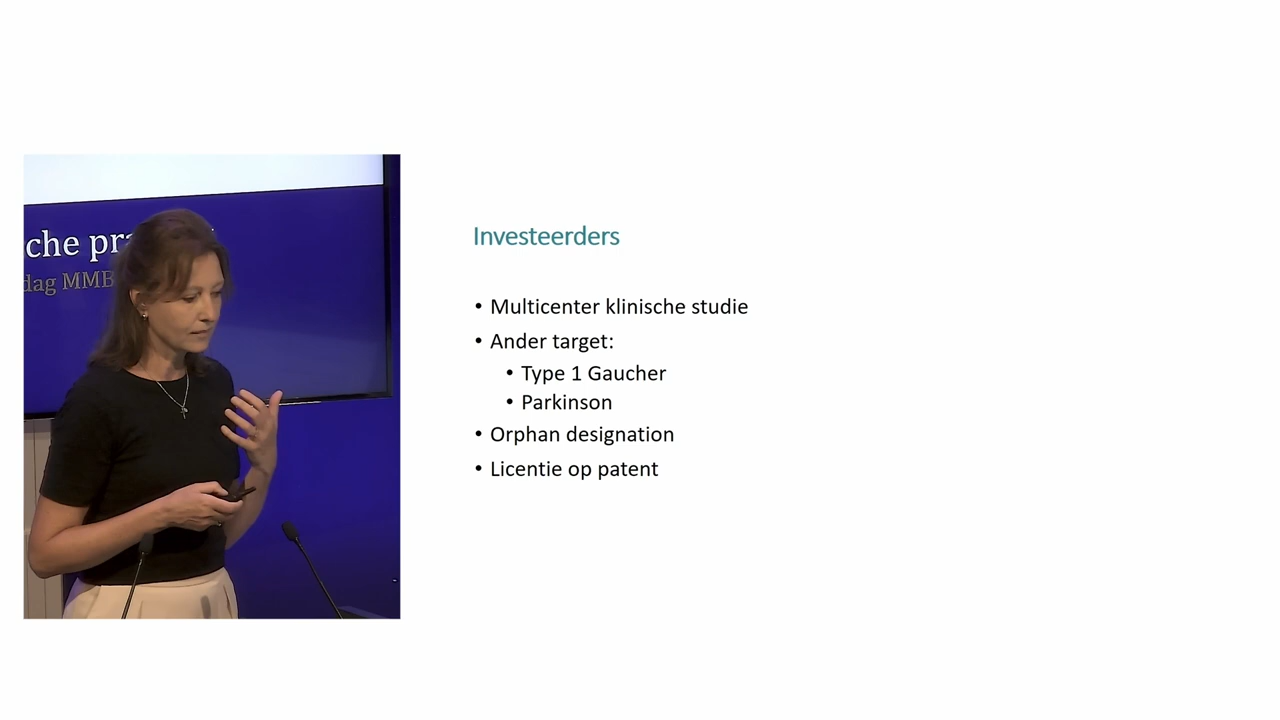 che pra
dag MMB
Investeerders
• Multicenter klinische studie
• Ander target:
• Type 1 Gaucher
• Parkinson
• Orphan designation
• Licentie op patent